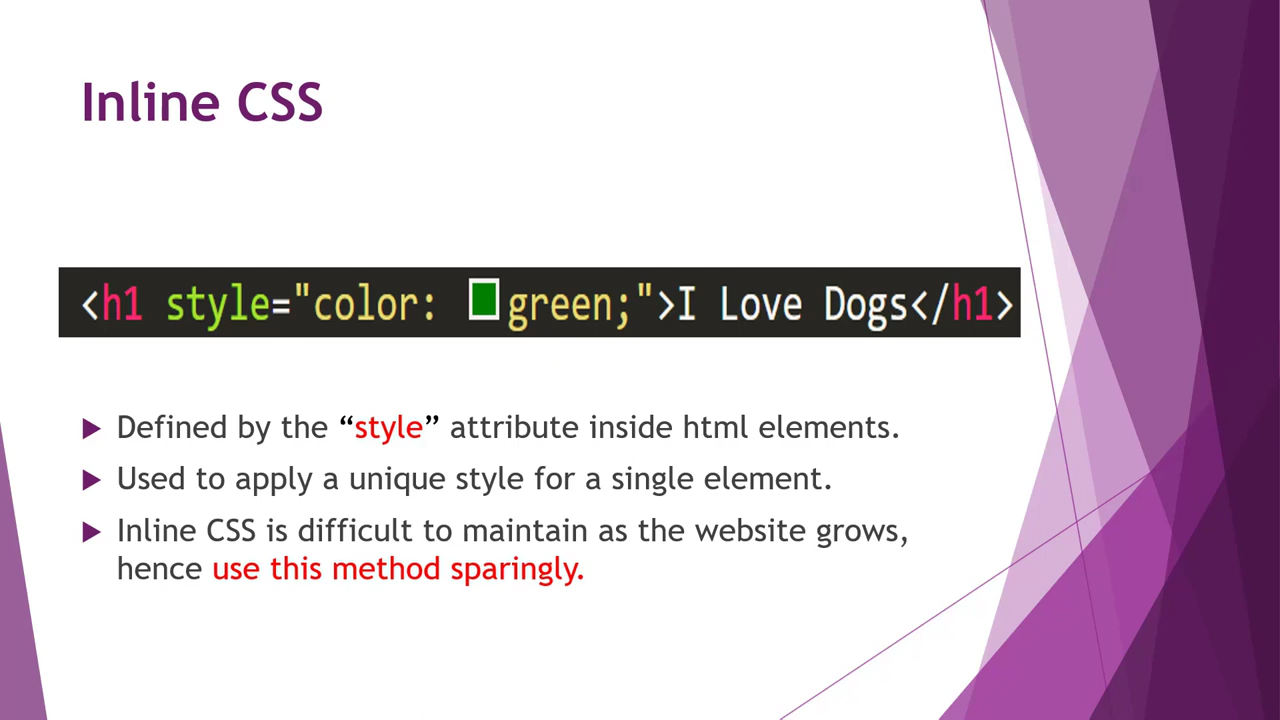 Inline CSS
<h1 style="color: green;">I Love Dogs</h1>
Defined by the “style” attribute inside html elements.
Used to apply a unique style for a single element.
Inline CSS is difficult to maintain as the website grows,
hence use this method sparingly.